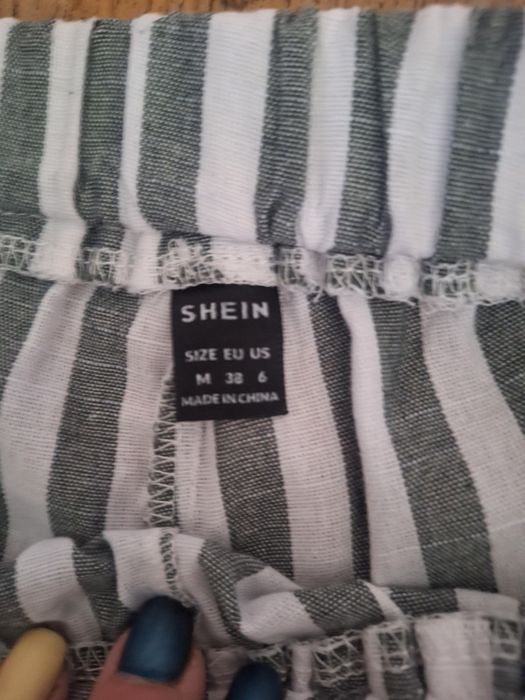 SHEIN
SIZE EU US
M 38 6
MADE IN CHINA